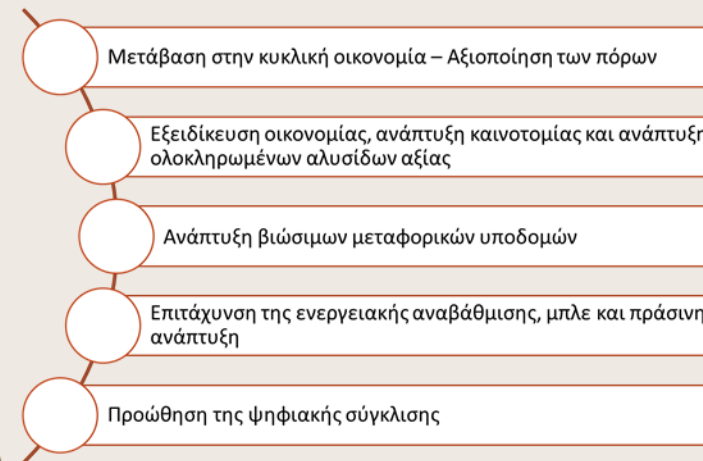 Μετάβαση στην κυκλική οικονομία – Αξιοποίηση των πόρων
Εξειδίκευση οικονομίας, ανάπτυξη καινοτομίας και ανάπτυξη
ολοκληρωμένων αλυσίδων αξίας
Ανάπτυξη βιώσιμων μεταφορικών υποδομών
Επιτάχυνση της ενεργειακής αναβάθμισης, μπλε και πράσινη
ανάπτυξη
Προώθηση της ψηφιακής σύγκλισης